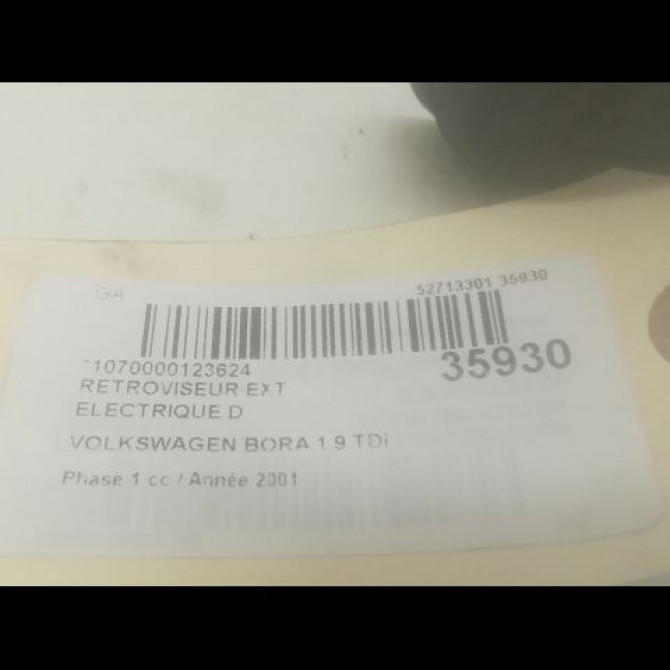 GA
52713301 35930
*1070000123624
35930
RETROVISEUR EXT
ELECTRIQUE D
VOLKSWAGEN BORA 1.9 TDi
Phase 1 cc / Année 2001